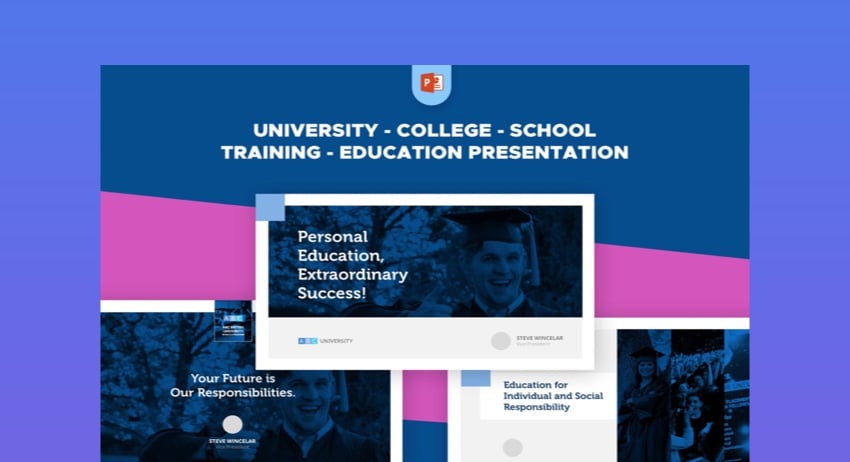 UNIVERSITY - COLLEGE - SCHOOL
TRAINING - EDUCATION PRESENTATION
Personal
Education,
Extraordinary
Success!
ABC UNIVERSITY
STEVE WINCELAR
Vice President
ABC
Your Future is
Our Responsibilities.
STEVE WINCELAR
Vice President
Education for
Individual and Social
Responsibility